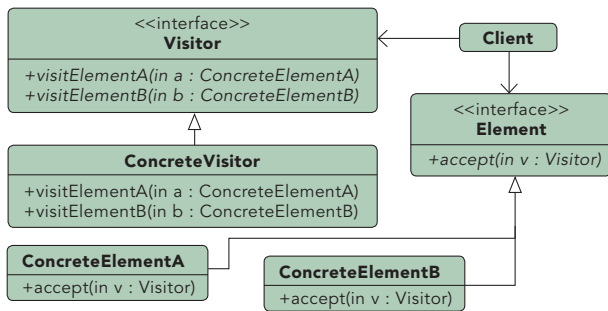 <<interface>>
Visitor
+visitElementA(in a : ConcreteElementA)
+visitElementB(in b : ConcreteElementB)
Client
<<interface>>
Element
+accept(in v : Visitor)
ConcreteVisitor
+visitElementA(in a : ConcreteElementA)
+visitElementB(in b : ConcreteElementB)
ConcreteElementA
+accept(in v : Visitor)
ConcreteElementB
+accept(in v : Visitor)